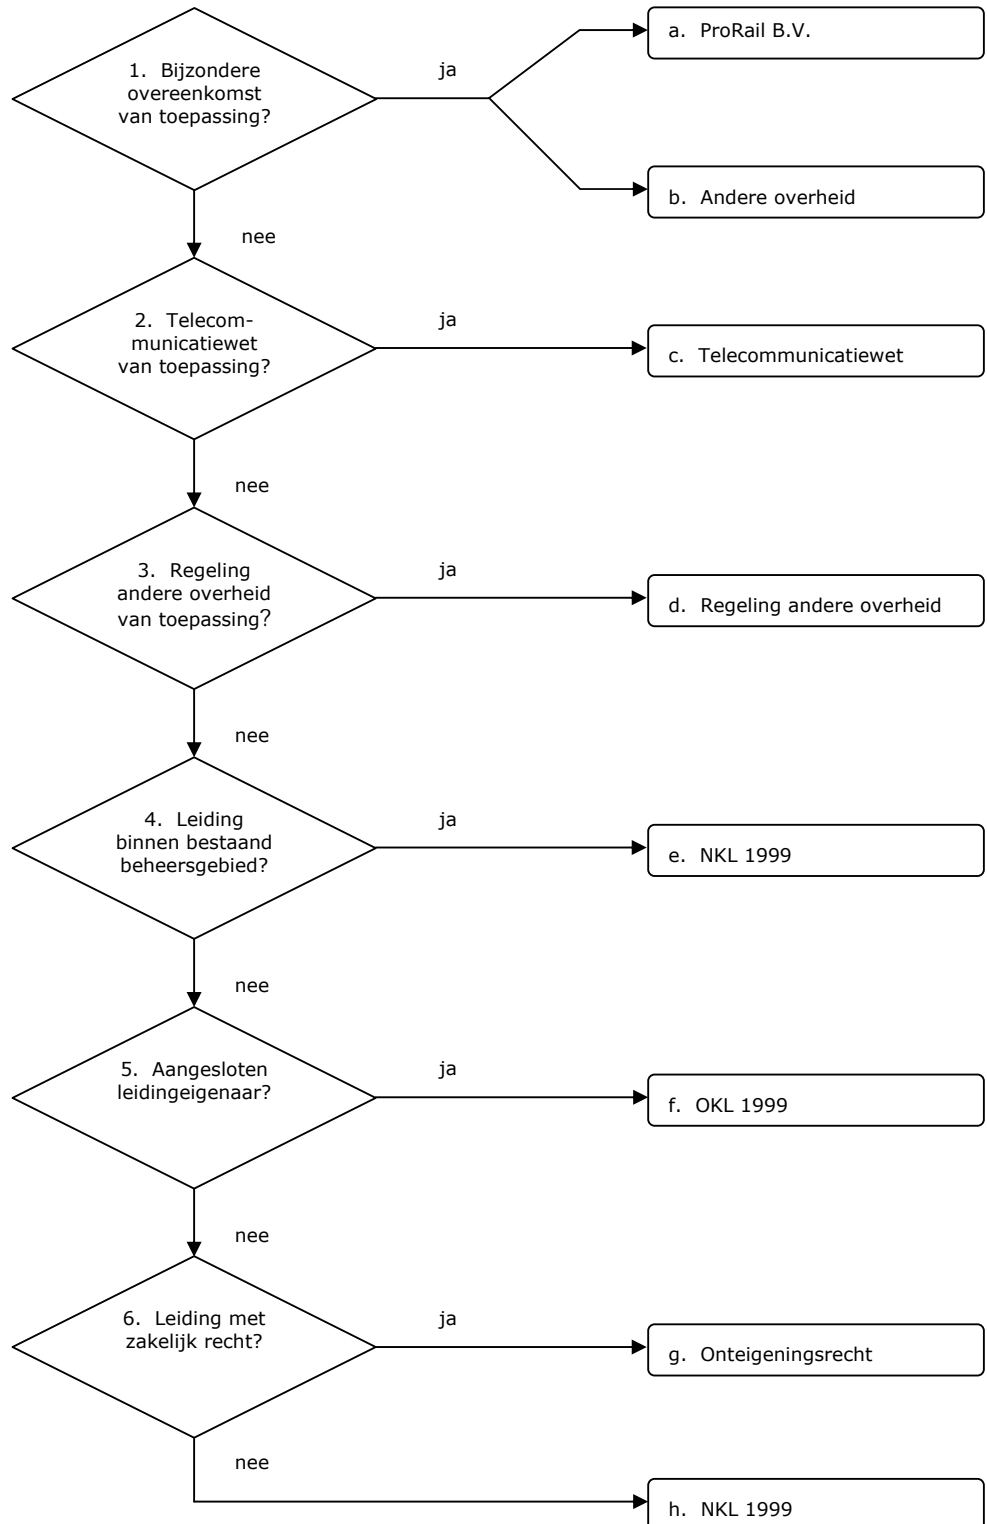 1. Bijzondere
overeenkomst
van toepassing?
ja
a. ProRail B.V.
b. Andere overheid
nee
2. Telecom-
municatiewet
van toepassing?
ja
c. Telecommunicatiewet
nee
3. Regeling
andere overheid
van toepassing?
ja
d. Regeling andere overheid
nee
4. Leiding
binnen bestaand
beheersgebied?
ja
e. NKL 1999
nee
5. Aangesloten
leidingeigenaar?
ja
f. OKL 1999
nee
6. Leiding met
zakelijk recht?
ja
g. Onteigeningsrecht
nee
h. NKL 1999